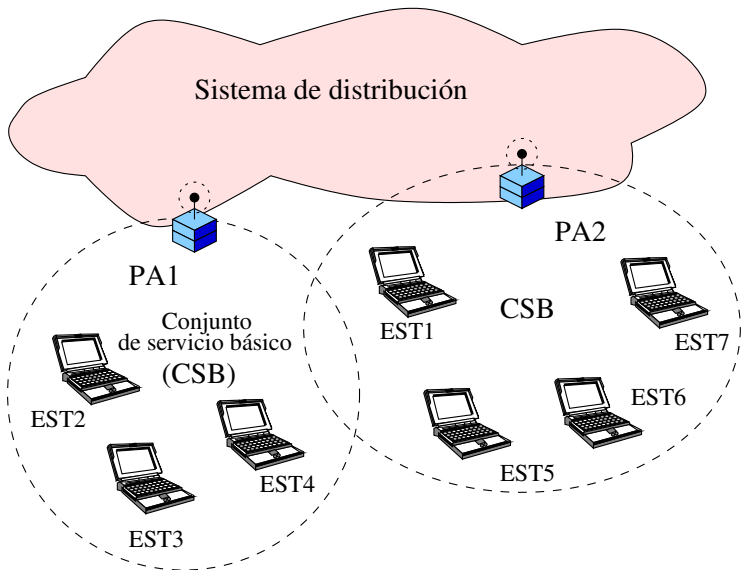 Sistema de distribución
PA1
PA2
EST1
CSB
EST7
Conjunto
de servicio básico
(CSB)
EST2
EST4
EST3
EST6
EST5